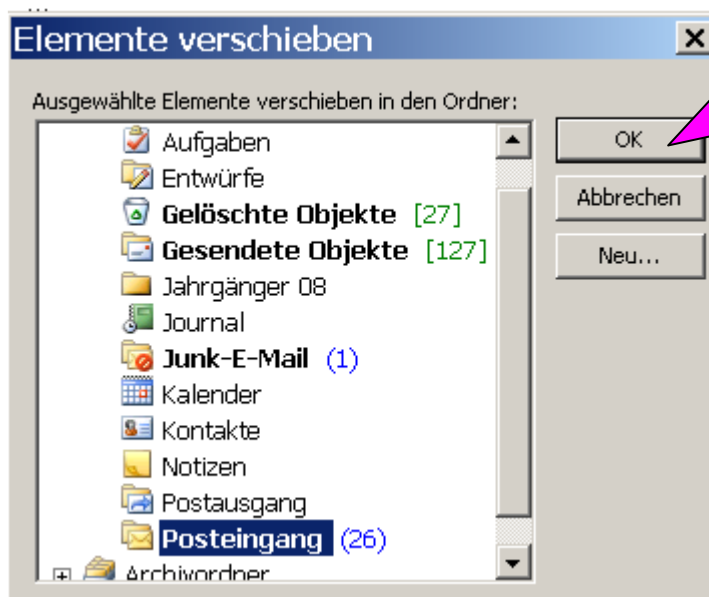 ...
Elemente verschieben
Ausgewählte Elemente verschieben in den Ordner:
Aufgaben
Entwürfe
Gelöschte Objekte [27]
Gesendete Objekte [127]
Jahrgänger 08
Journal
Junk-E-Mail (1)
Kalender
Kontakte
Notizen
Postausgang
Posteingang (26)
Archivordner
OK
Abbrechen
Neu...